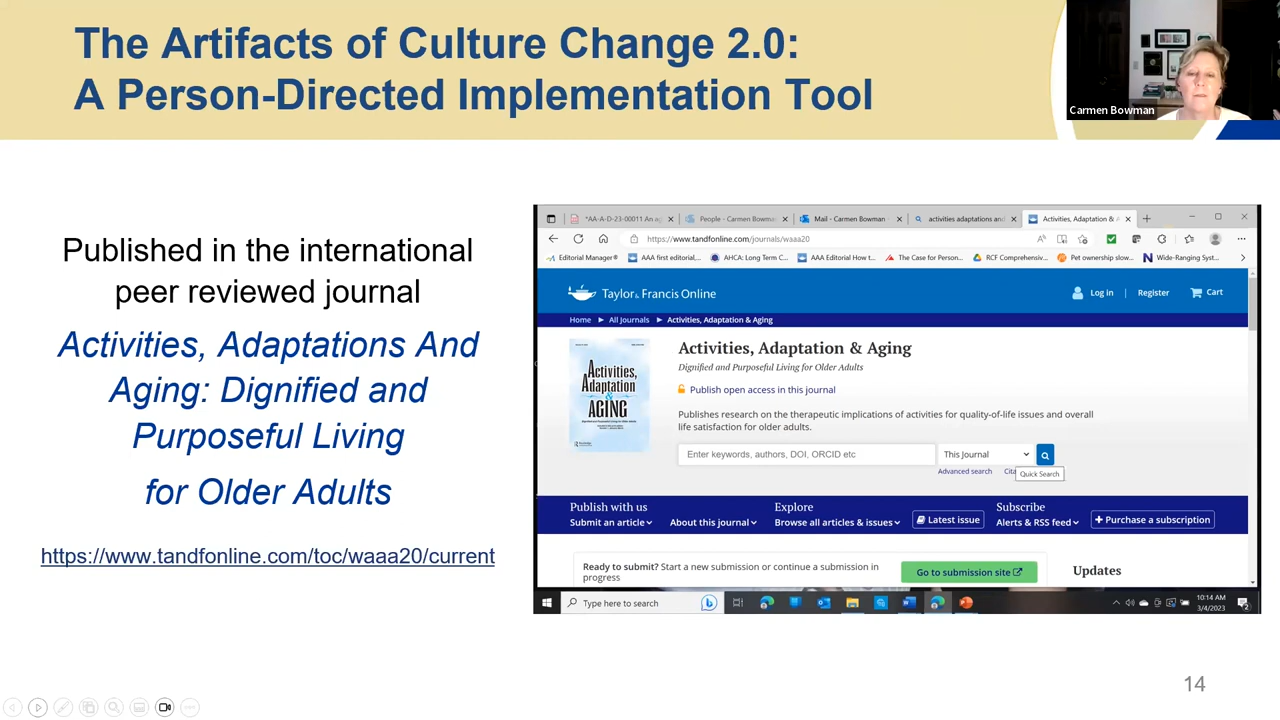 The Artifacts of Culture Change 2.0:
A Person-Directed Implementation Tool
Carmen Bowman
Published in the international
peer reviewed journal
Activities, Adaptations And
Aging: Dignified and
Purposeful Living
for Older Adults
https://www.tandfonline.com/toc/waaa20/current
*AA-A-D-23-00011 An ag
People - Carmen Bowma
Mail - Carmen Bowman
activities adaptations and
Activities, Adaptation & A
https://www.tandfonline.com/journals/waaa20
Editorial Manager®
AAA first editorial,...
AHCA: Long Term C...
AAA Editorial How t...
The Case for Person...
RCF Comprehensiv...
Pet ownership slow...
Wide-Ranging Syst...
Taylor & Francis Online
Log in | Register Cart
Home All Journals Activities, Adaptation & Aging
Activities,
Adaptation
&
AGING
Activities, Adaptation & Aging
Dignified and Purposeful Living for Older Adults
Publish open access in this journal
Publishes research on the therapeutic implications of activities for quality-of-life issues and overall
life satisfaction for older adults.
Enter keywords, authors, DOI, ORCID etc
This Journal
Advanced search Cita
Quick Search
Publish with us Explore Subscribe
Submit an article About this journal Browse all articles & issues Latest issue Alerts & RSS feed + Purchase a subscription
Ready to submit? Start a new submission or continue a submission in
progress
Go to submission site
Updates
Type here to search
10:14 AM
3/4/2023
2
14